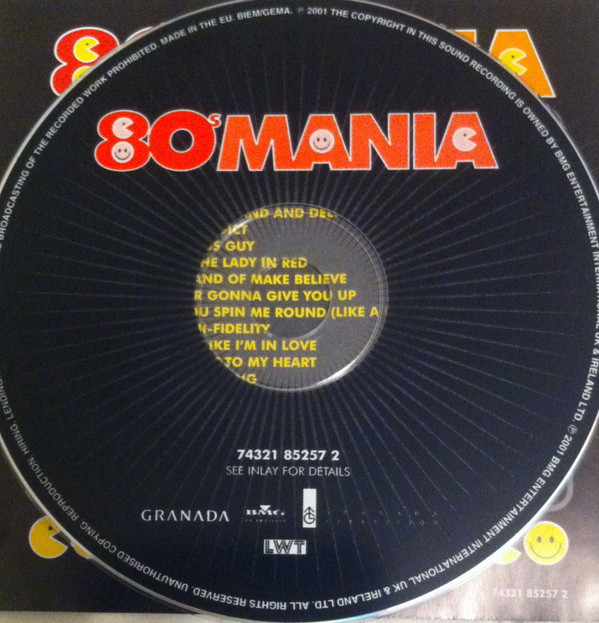 80s MANIA
AND DEC
ICT
S GUY
HE LADY IN RED
AND OF MAKE BELIEVE
R GONNA GIVE YOU UP
U SPIN ME ROUND (LIKE A
I-FIDELITY
IKE I'M IN LOVE
TO MY HEART
NG
74321 85257 2
SEE INLAY FOR DETAILS
GRANADA
BMG
LWT
74321 85257 2
BROADCASTING OF THE RECORDED WORK PROHIBITED. MADE IN THE EU. BIEM/GEMA. ℗ 2001 THE COPYRIGHT IN THIS SOUND RECORDING IS OWNED BY BMG ENTERTAINMENT INTERNATIONAL UK & IRELAND LTD. © 2001 BMG ENTERTAINMENT INTERNATIONAL UK & IRELAND LTD. ALL RIGHTS RESERVED. UNAUTHORISED COPYING, REPRODUCTION, HIRING, LENDING,